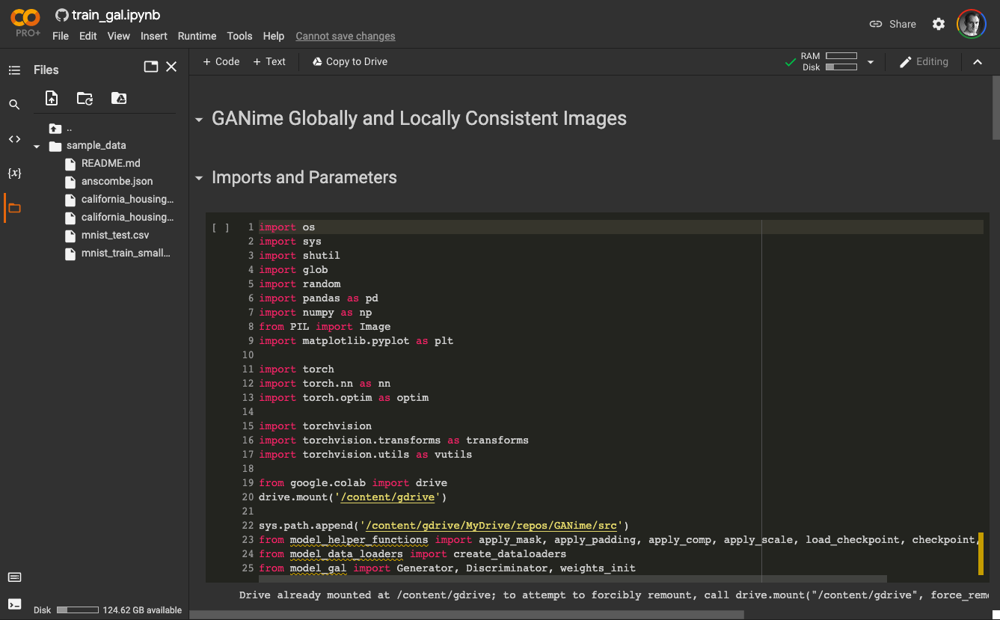 CO
PRO+
train_gal.ipynb
File Edit View Insert Runtime Tools Help Cannot save changes
Share
Files
+ Code + Text Copy to Drive
RAM
Disk
Editing
..
sample_data
README.md
anscombe.json
california_housing...
california_housing...
mnist_test.csv
mnist_train_small...
{x}
Disk 124.62 GB available
GANime Globally and Locally Consistent Images
Imports and Parameters
[ ]
1 import os
2 import sys
3 import shutil
4 import glob
5 import random
6 import pandas as pd
7 import numpy as np
8 from PIL import Image
9 import matplotlib.pyplot as plt
10
11 import torch
12 import torch.nn as nn
13 import torch.optim as optim
14
15 import torchvision
16 import torchvision.transforms as transforms
17 import torchvision.utils as vutils
18
19 from google.colab import drive
20 drive.mount('/content/gdrive')
21
22 sys.path.append('/content/gdrive/MyDrive/repos/GANime/src')
23 from model_helper_functions import apply_mask, apply_padding, apply_comp, apply_scale, load_checkpoint, checkpoint,
24 from model_data_loaders import create_dataloaders
25 from model_gal import Generator, Discriminator, weights_init
Drive already mounted at /content/gdrive; to attempt to forcibly remount, call drive.mount("/content/gdrive", force_remo